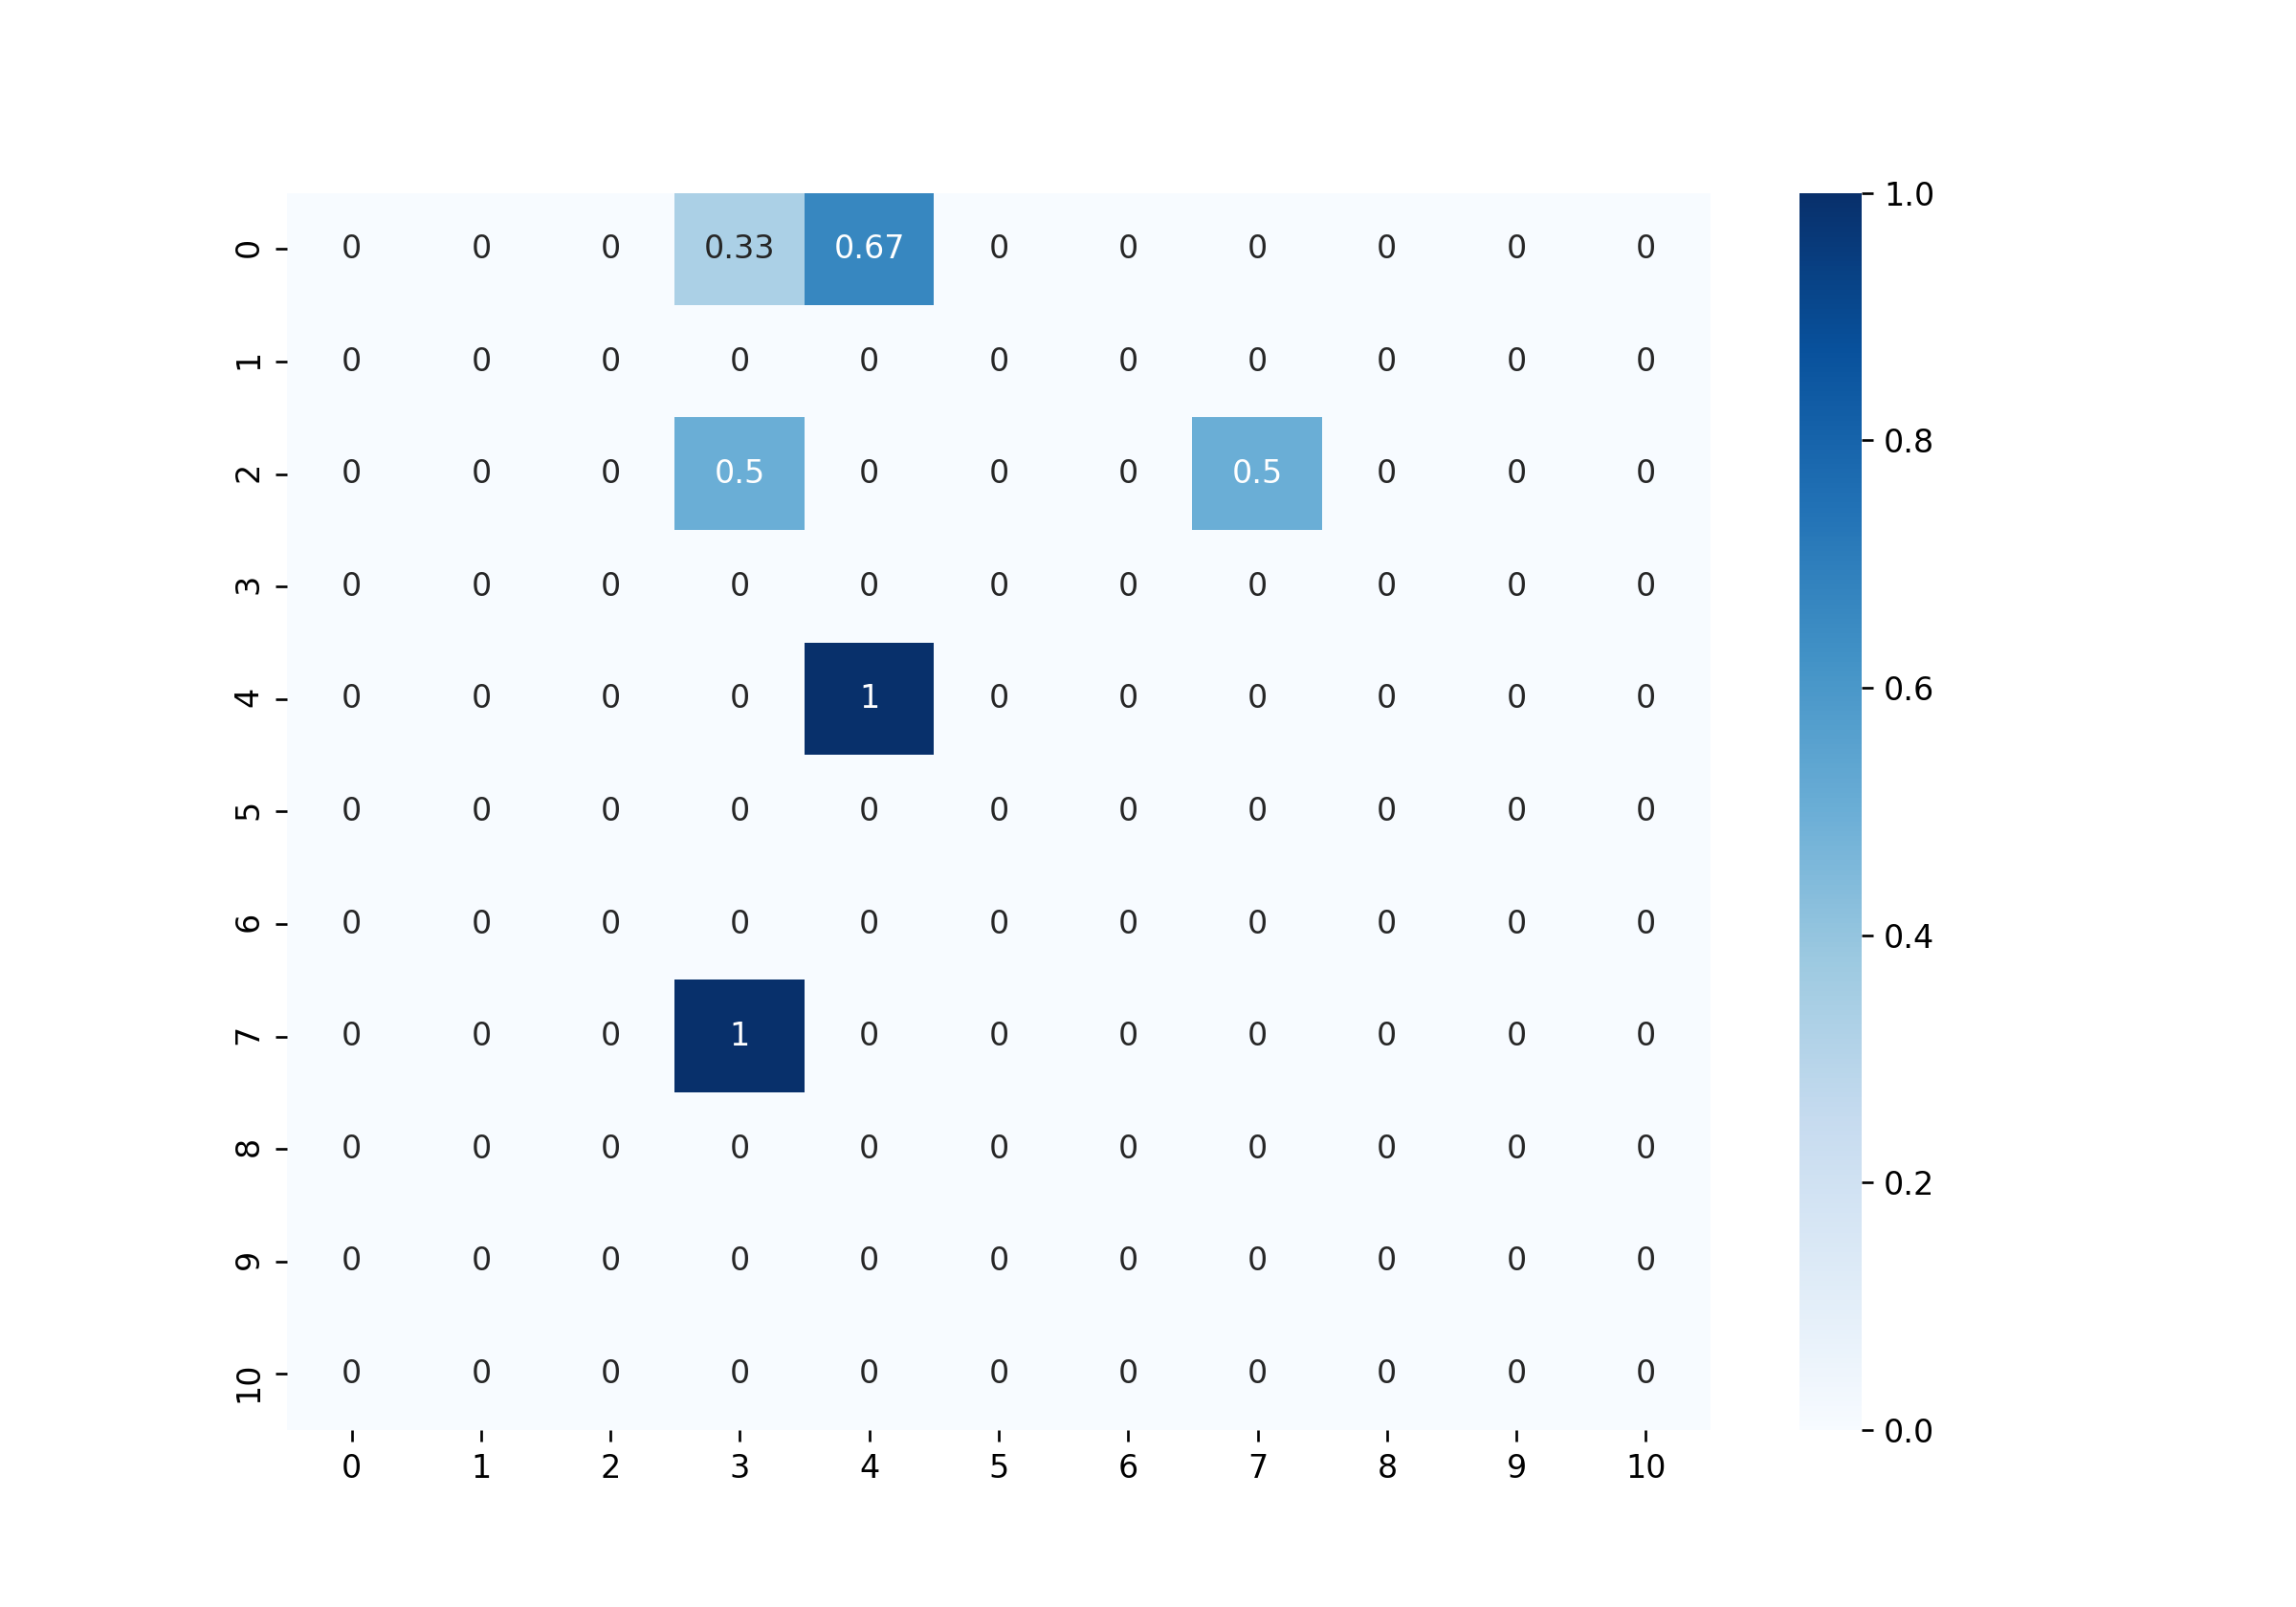 0 0 0 0 0.33 0.67 0 0 0 0 0 0
1 0 0 0 0 0 0 0 0 0 0 0
2 0 0 0 0.5 0 0 0 0.5 0 0 0
3 0 0 0 0 0 0 0 0 0 0 0
4 0 0 0 0 1 0 0 0 0 0 0
5 0 0 0 0 0 0 0 0 0 0 0
6 0 0 0 0 0 0 0 0 0 0 0
7 0 0 0 1 0 0 0 0 0 0 0
8 0 0 0 0 0 0 0 0 0 0 0
9 0 0 0 0 0 0 0 0 0 0 0
10 0 0 0 0 0 0 0 0 0 0 0
0 1 2 3 4 5 6 7 8 9 10
1.0
0.8
0.6
0.4
0.2
0.0